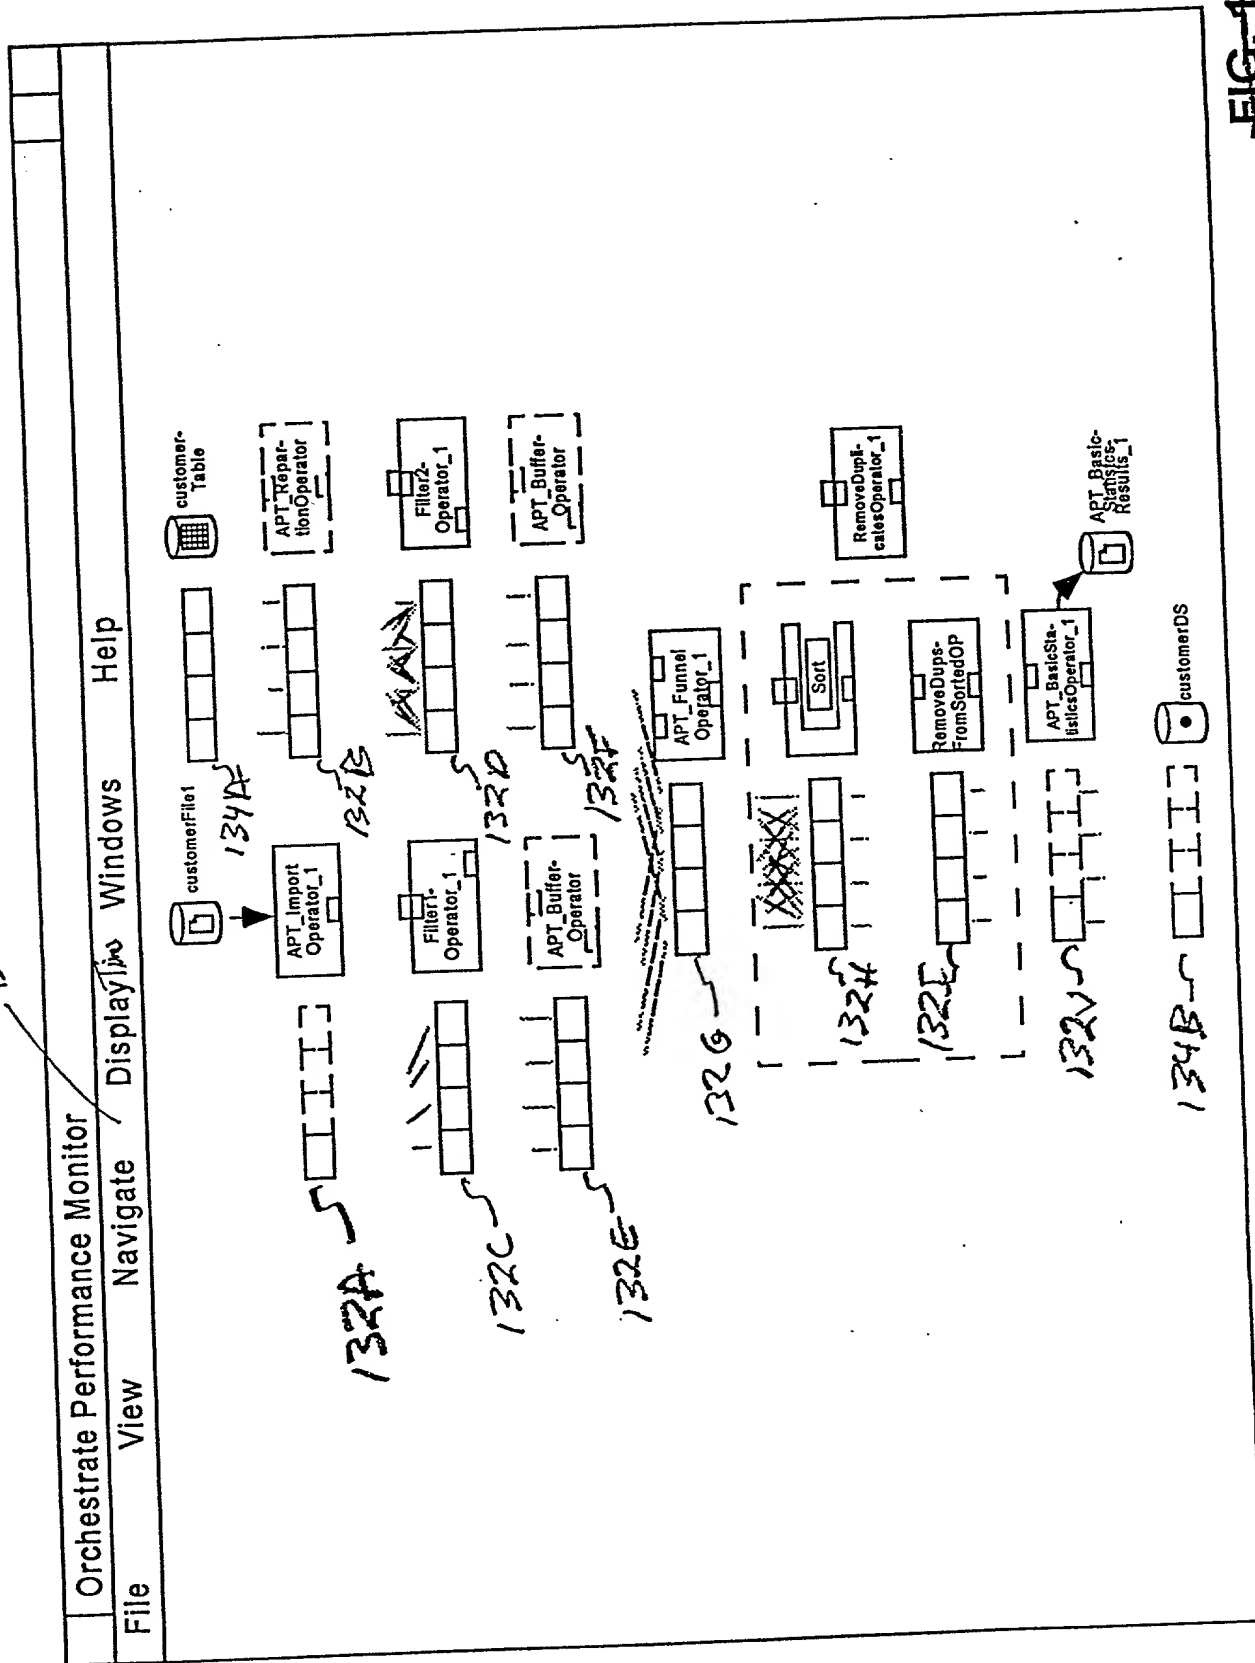 Orchestrate Performance Monitor
File View Navigate Display Windows Help
customerFile1
customer-
Table
134A
APT_Import
Operator_1
APT_Repar-
titionOperator
132A
132B
Filter1-
Operator_1
Filter2-
Operator_1
132C
132D
APT_Buffer-
Operator
APT_Buffer-
Operator
132E
132F
APT_Funnel
Operator_1
132G
Sort
132H
RemoveDupli-
catesOperator_1
RemoveDups-
FromSortedOP
132I
APT_BasicSta-
tisticsOperator_1
132V
APT_Basic-
Statistics-
Results_1
customerDS
134B